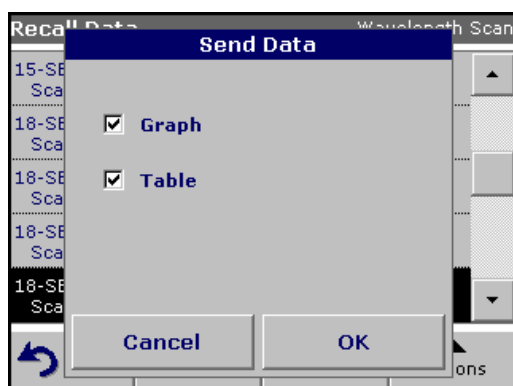 Recall Data Wavelength Scan
Send Data
15-SE
Sca
18-SE
Sca
Graph
18-SE
Sca
Table
18-SE
Sca
18-SE
Sca
Cancel OK
ons